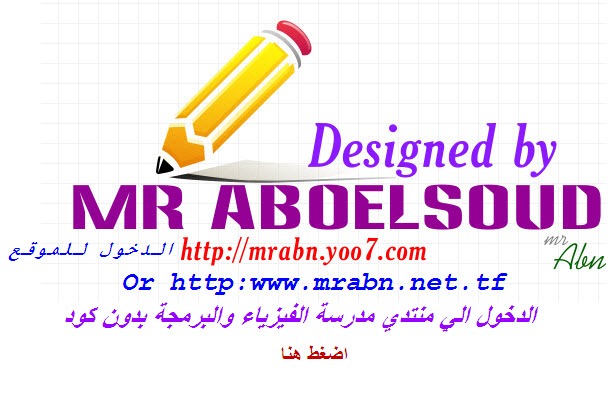 Designed by
MR ABOELSOUD
mr Abn
الدخول للموقع http://mrabn.yoo7.com
Or http:www.mrabn.net.tf
الدخول الي منتدي مدرسة الفيزياء والبرمجة بدون كود
اضغط هنا